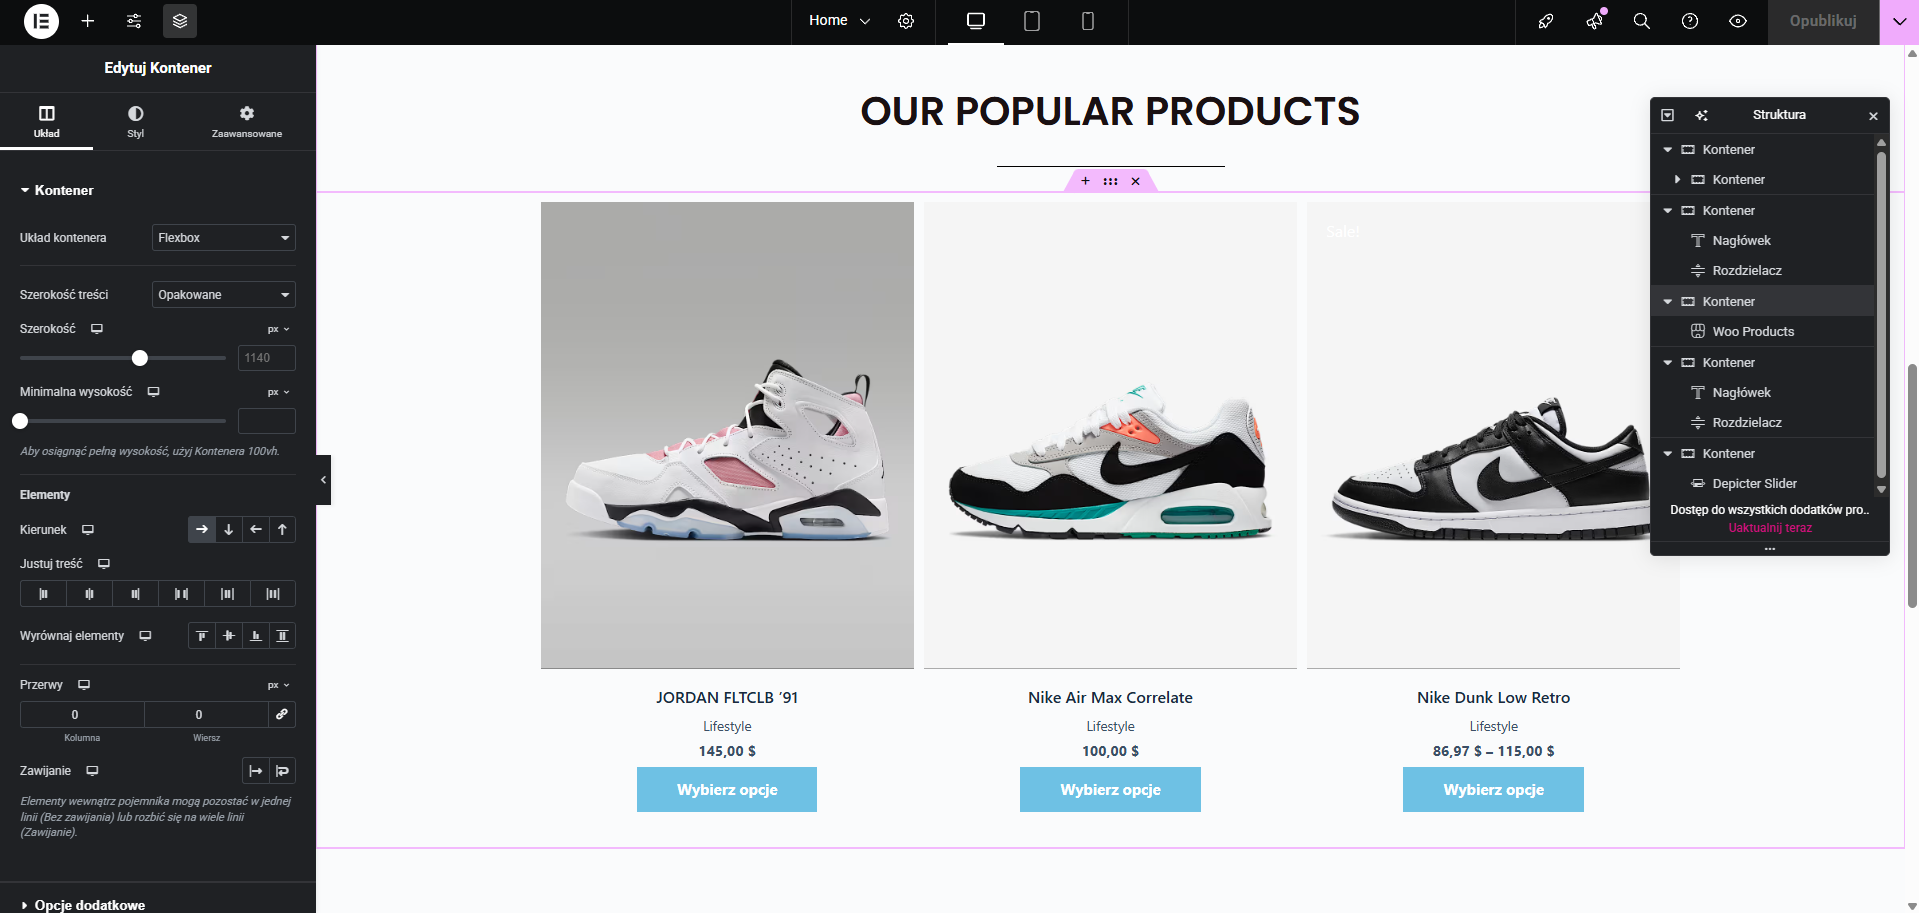 Home
Opublikuj
Edytuj Kontener
Układ
Styl
Zaawansowane
Kontener
Układ kontenera
Flexbox
Szerokość treści
Opakowane
Szerokość
px
1140
Minimalna wysokość
px
Aby osiągnąć pełną wysokość, użyj Kontenera 100vh.
Elementy
Kierunek
Justuj treść
Wyrównaj elementy
Przerwy
px
0
0
Kolumna
Wiersz
Zawijanie
Elementy wewnątrz pojemnika mogą pozostać w jednej
linii (Bez zawijania) lub rozbić się na wiele linii
(Zawijanie).
Opcje dodatkowe
OUR POPULAR PRODUCTS
Sale!
JORDAN FLTCLB ’91
Lifestyle
145,00 $
Wybierz opcje
Nike Air Max Correlate
Lifestyle
100,00 $
Wybierz opcje
Nike Dunk Low Retro
Lifestyle
86,97 $ – 115,00 $
Wybierz opcje
Struktura
Kontener
Kontener
Kontener
Nagłówek
Rozdzielacz
Kontener
Woo Products
Kontener
Nagłówek
Rozdzielacz
Kontener
Depicter Slider
Dostęp do wszystkich dodatków pro..
Uaktualnij teraz